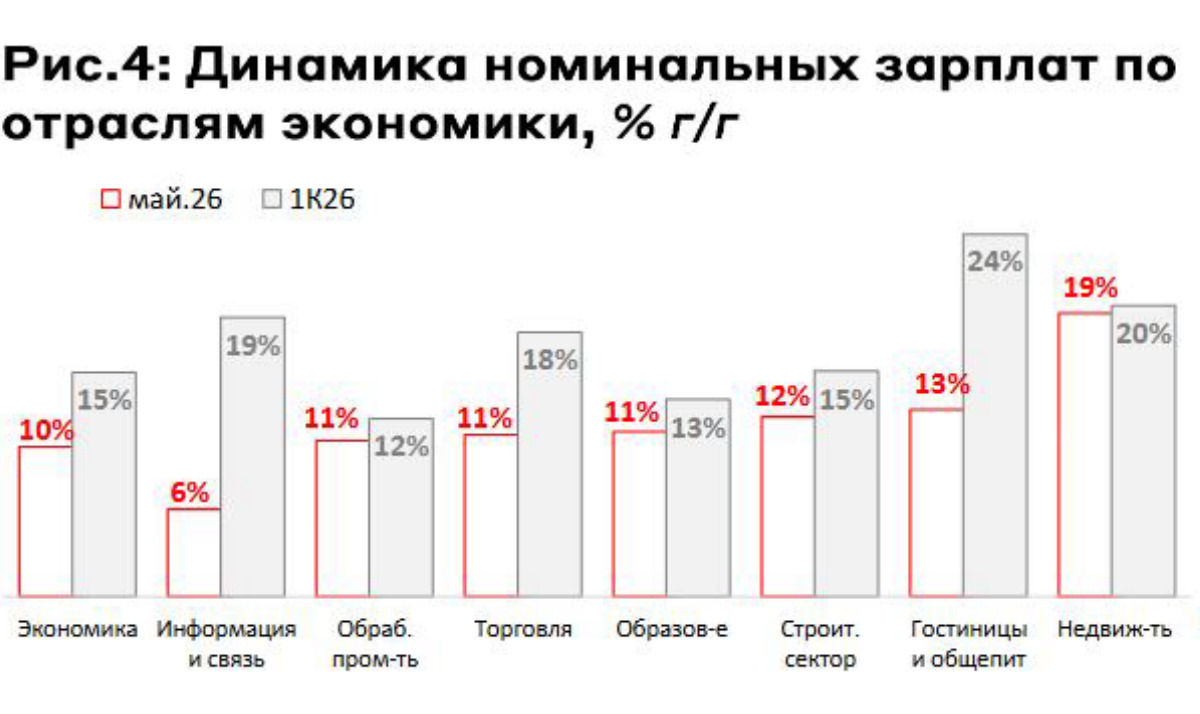 Рис.4: Динамика номинальных зарплат по
отраслям экономики, % г/г
май.26 1К26
10% 15%
6% 19%
11% 12%
11% 18%
11% 13%
12% 15%
13% 24%
19% 20%
Экономика
Информация
и связь
Обраб.
пром-ть
Торговля
Образов-е
Строит.
сектор
Гостиницы
и общепит
Недвиж-ть